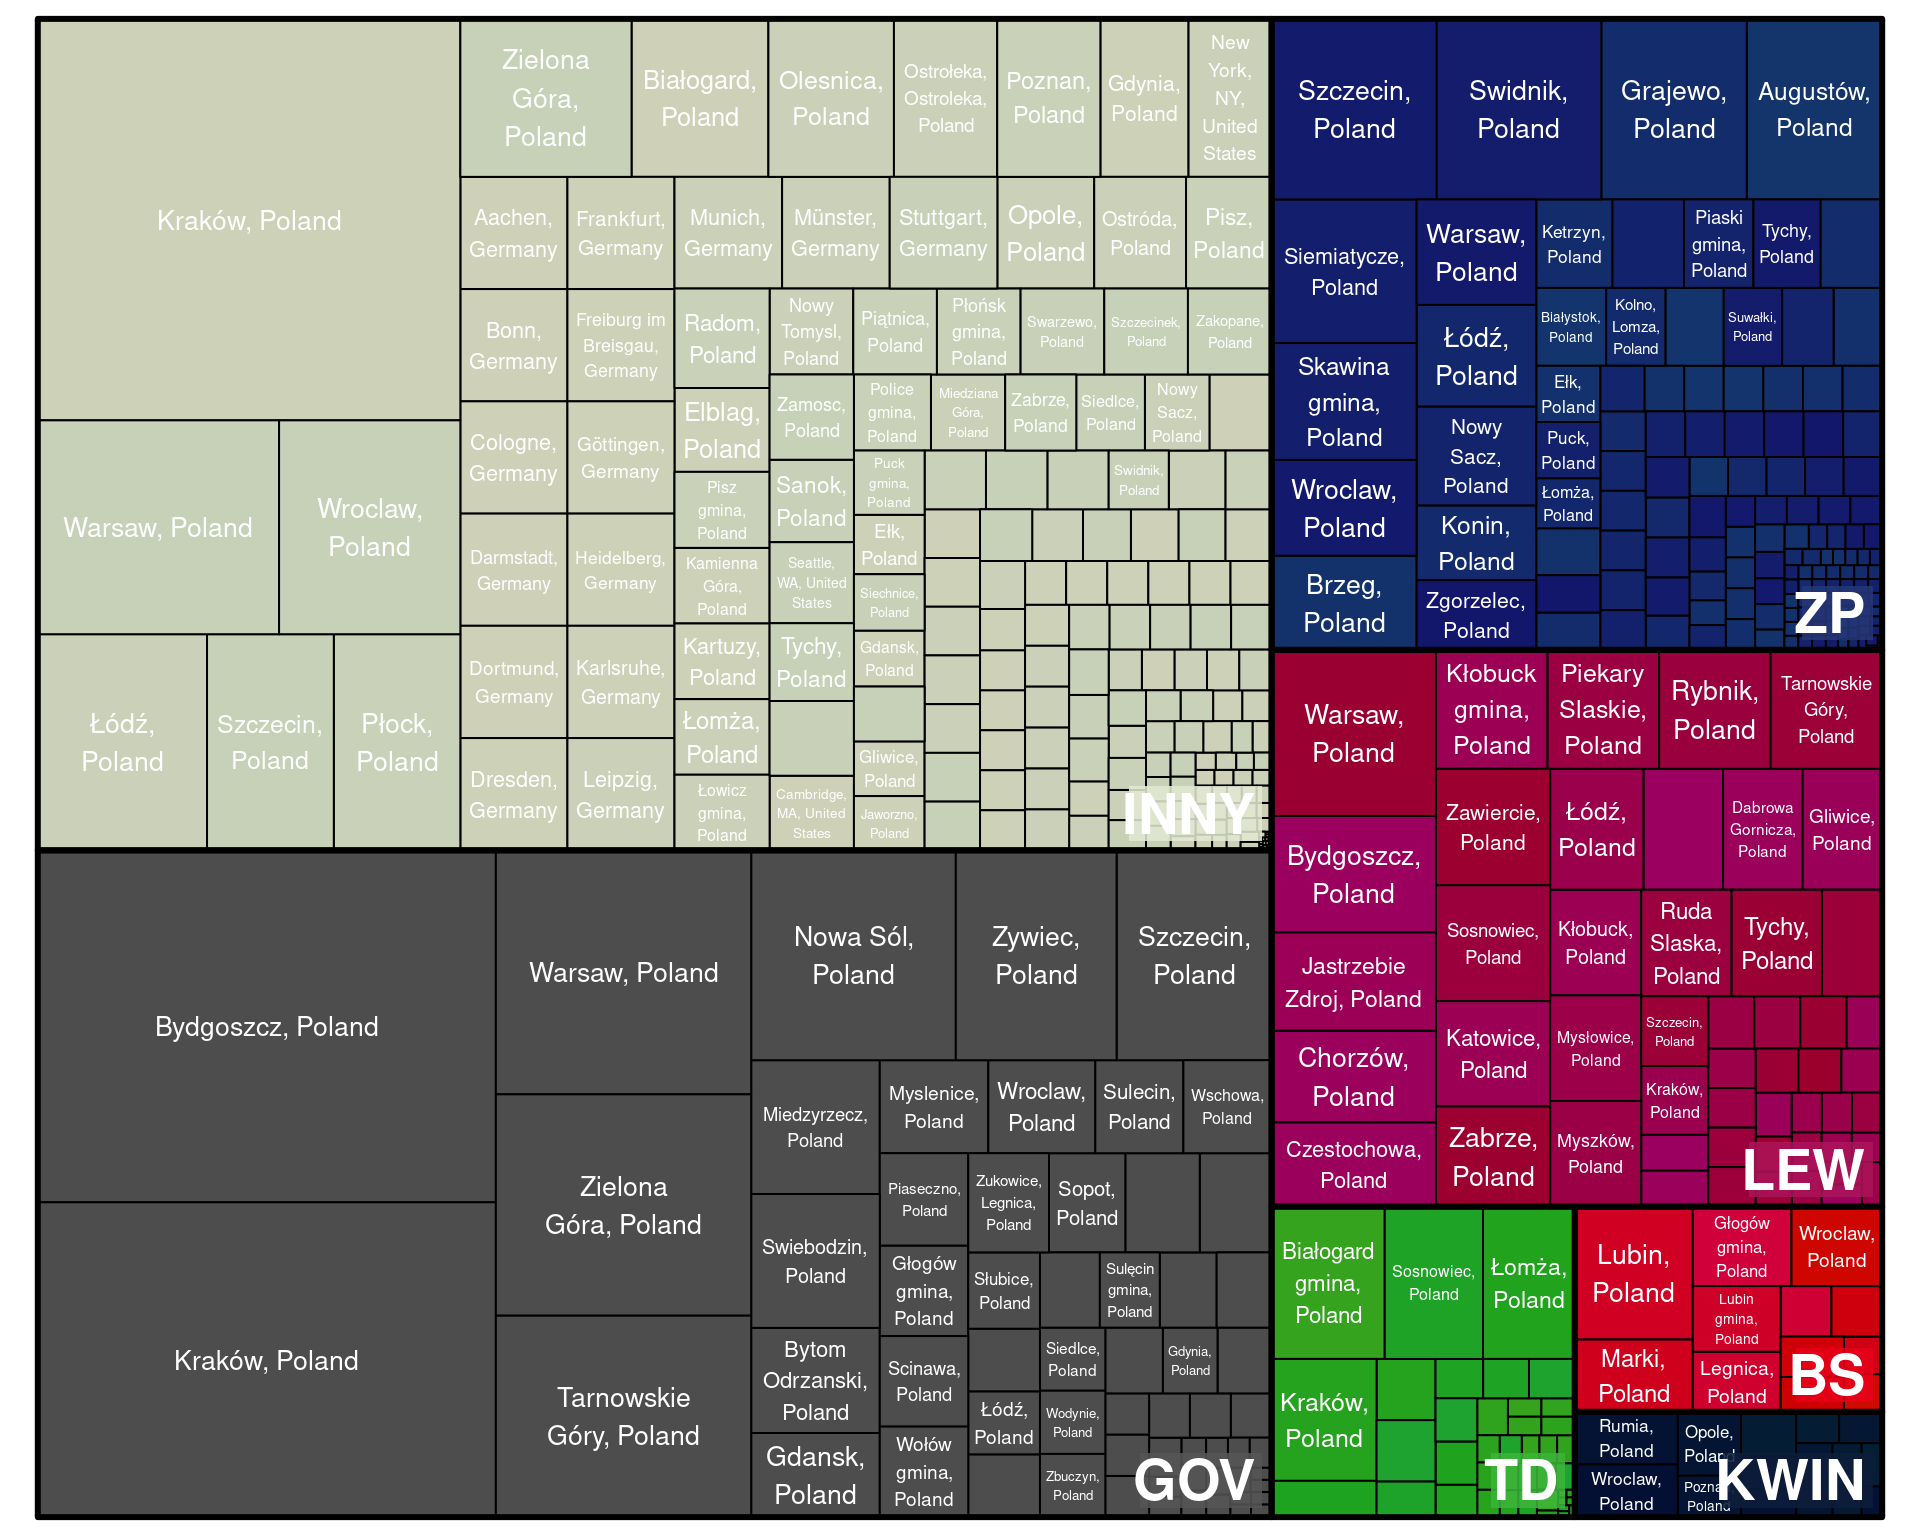 Kraków, Poland
Warsaw, Poland
Wroclaw,
Poland
Łódź,
Poland
Szczecin,
Poland
Płock,
Poland
Zielona
Góra,
Poland
Białogard,
Poland
Olesnica,
Poland
Ostrołeka,
Ostroleka,
Poland
Poznan,
Poland
Gdynia,
Poland
New
York,
NY,
United
States
Aachen,
Germany
Frankfurt,
Germany
Munich,
Germany
Münster,
Germany
Stuttgart,
Germany
Opole,
Poland
Ostróda,
Poland
Pisz,
Poland
Bonn,
Germany
Freiburg im
Breisgau,
Germany
Cologne,
Germany
Göttingen,
Germany
Darmstadt,
Germany
Heidelberg,
Germany
Dortmund,
Germany
Karlsruhe,
Germany
Dresden,
Germany
Leipzig,
Germany
Radom,
Poland
Elblag,
Poland
Pisz
gmina,
Poland
Kamienna
Góra,
Poland
Kartuzy,
Poland
Łomża,
Poland
Łowicz
gmina,
Poland
Nowy
Tomysl,
Poland
Piątnica,
Poland
Płońsk
gmina,
Poland
Swarzewo,
Poland
Szczecinek,
Poland
Zakopane,
Poland
Zamosc,
Poland
Sanok,
Poland
Seattle,
WA, United
States
Tychy,
Poland
Cambridge,
MA, United
States
Police
gmina,
Poland
Miedziana
Góra,
Poland
Zabrze,
Poland
Siedlce,
Poland
Nowy
Sacz,
Poland
Puck
gmina,
Poland
Swidnik,
Poland
Ełk,
Poland
Siechnice,
Poland
Gdansk,
Poland
Gliwice,
Poland
Jaworzno,
Poland
INNY
Szczecin,
Poland
Swidnik,
Poland
Grajewo,
Poland
Augustów,
Poland
Siemiatycze,
Poland
Skawina
gmina,
Poland
Wroclaw,
Poland
Brzeg,
Poland
Warsaw,
Poland
Łódź,
Poland
Nowy
Sacz,
Poland
Konin,
Poland
Zgorzelec,
Poland
Ketrzyn,
Poland
Piaski
gmina,
Poland
Tychy,
Poland
Białystok,
Poland
Kolno,
Lomza,
Poland
Suwałki,
Poland
Ełk,
Poland
Puck,
Poland
Łomża,
Poland
ZP
Bydgoszcz, Poland
Kraków, Poland
Warsaw, Poland
Zielona
Góra, Poland
Tarnowskie
Góry, Poland
Nowa Sól,
Poland
Zywiec,
Poland
Szczecin,
Poland
Miedzyrzecz,
Poland
Swiebodzin,
Poland
Bytom
Odrzanski,
Poland
Gdansk,
Poland
Myslenice,
Poland
Wroclaw,
Poland
Sulecin,
Poland
Wschowa,
Poland
Piaseczno,
Poland
Głogów
gmina,
Poland
Scinawa,
Poland
Wołów
gmina,
Poland
Zukowice,
Legnica,
Poland
Sopot,
Poland
Słubice,
Poland
Sulęcin
gmina,
Poland
Łódź,
Poland
Siedlce,
Poland
Gdynia,
Poland
Wodynie,
Poland
Zbuczyn,
Poland
GOV
Warsaw,
Poland
Bydgoszcz,
Poland
Jastrzebie
Zdroj, Poland
Chorzów,
Poland
Czestochowa,
Poland
Kłobuck
gmina,
Poland
Piekary
Slaskie,
Poland
Rybnik,
Poland
Tarnowskie
Góry,
Poland
Zawiercie,
Poland
Sosnowiec,
Poland
Katowice,
Poland
Zabrze,
Poland
Łódź,
Poland
Dabrowa
Gornicza,
Poland
Gliwice,
Poland
Kłobuck,
Poland
Mysłowice,
Poland
Myszków,
Poland
Ruda
Slaska,
Poland
Tychy,
Poland
Szczecin,
Poland
Kraków,
Poland
LEW
Białogard
gmina,
Poland
Sosnowiec,
Poland
Łomża,
Poland
Kraków,
Poland
TD
Lubin,
Poland
Marki,
Poland
Głogów
gmina,
Poland
Wroclaw,
Poland
Lubin
gmina,
Poland
Legnica,
Poland
BS
Rumia,
Poland
Wroclaw,
Poland
Opole,
Poland
Poznan,
Poland
KWIN